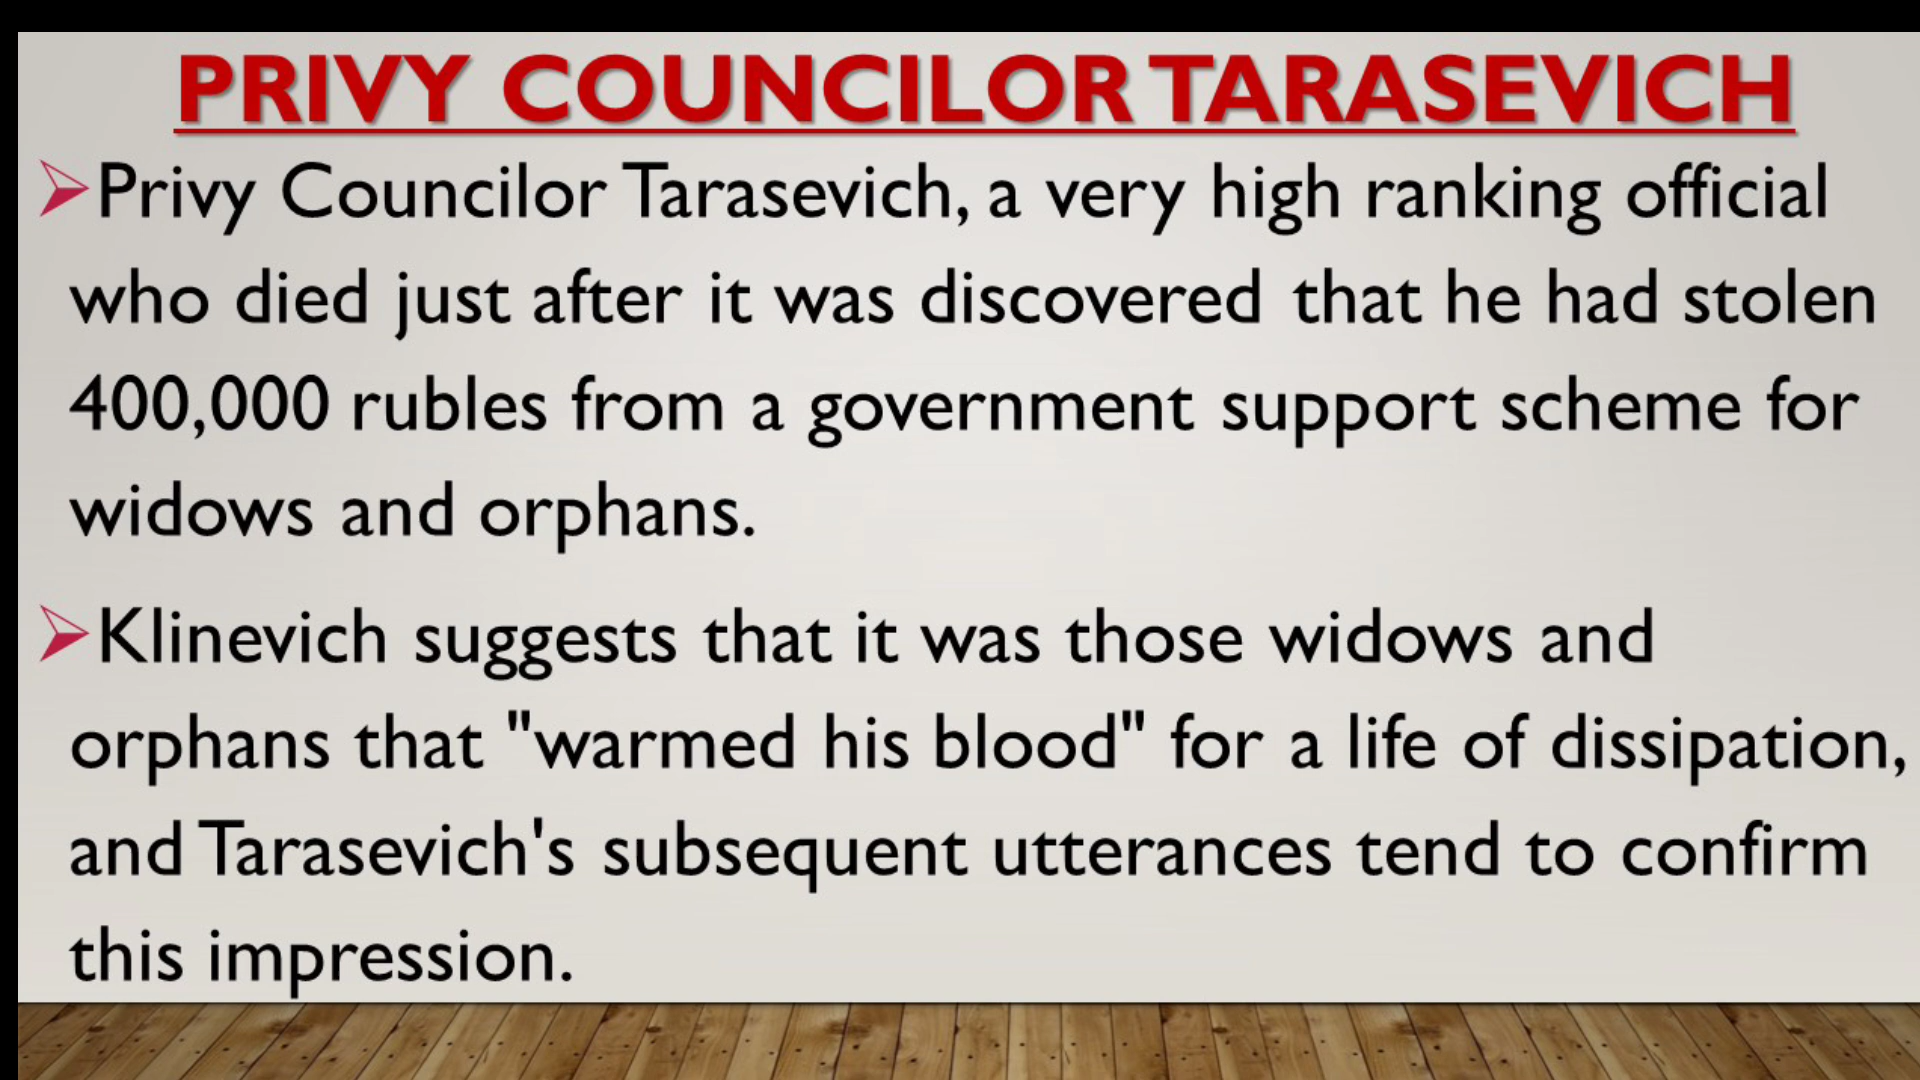 PRIVY COUNCILOR TARASEVICH
➢Privy Councilor Tarasevich, a very high ranking official
who died just after it was discovered that he had stolen
400,000 rubles from a government support scheme for
widows and orphans.
➢Klinevich suggests that it was those widows and
orphans that "warmed his blood" for a life of dissipation,
and Tarasevich's subsequent utterances tend to confirm
this impression.